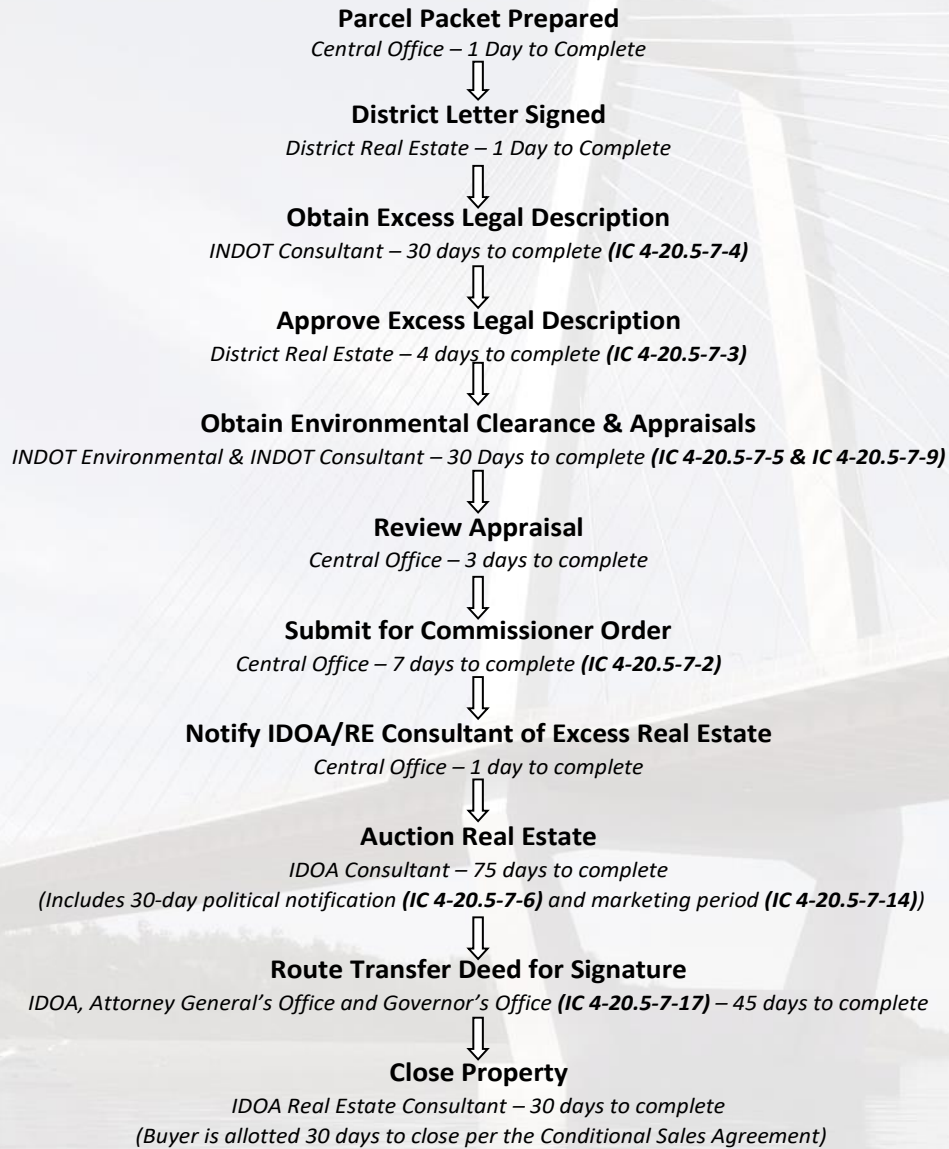 Parcel Packet Prepared
Central Office – 1 Day to Complete
District Letter Signed
District Real Estate – 1 Day to Complete
Obtain Excess Legal Description
INDOT Consultant – 30 days to complete (IC 4-20.5-7-4)
Approve Excess Legal Description
District Real Estate – 4 days to complete (IC 4-20.5-7-3)
Obtain Environmental Clearance & Appraisals
INDOT Environmental & INDOT Consultant – 30 Days to complete (IC 4-20.5-7-5 & IC 4-20.5-7-9)
Review Appraisal
Central Office – 3 days to complete
Submit for Commissioner Order
Central Office – 7 days to complete (IC 4-20.5-7-2)
Notify IDOA/RE Consultant of Excess Real Estate
Central Office – 1 day to complete
Auction Real Estate
IDOA Consultant – 75 days to complete
(Includes 30-day political notification (IC 4-20.5-7-6) and marketing period (IC 4-20.5-7-14))
Route Transfer Deed for Signature
IDOA, Attorney General's Office and Governor's Office (IC 4-20.5-7-17) – 45 days to complete
Close Property
IDOA Real Estate Consultant – 30 days to complete
(Buyer is allotted 30 days to close per the Conditional Sales Agreement)